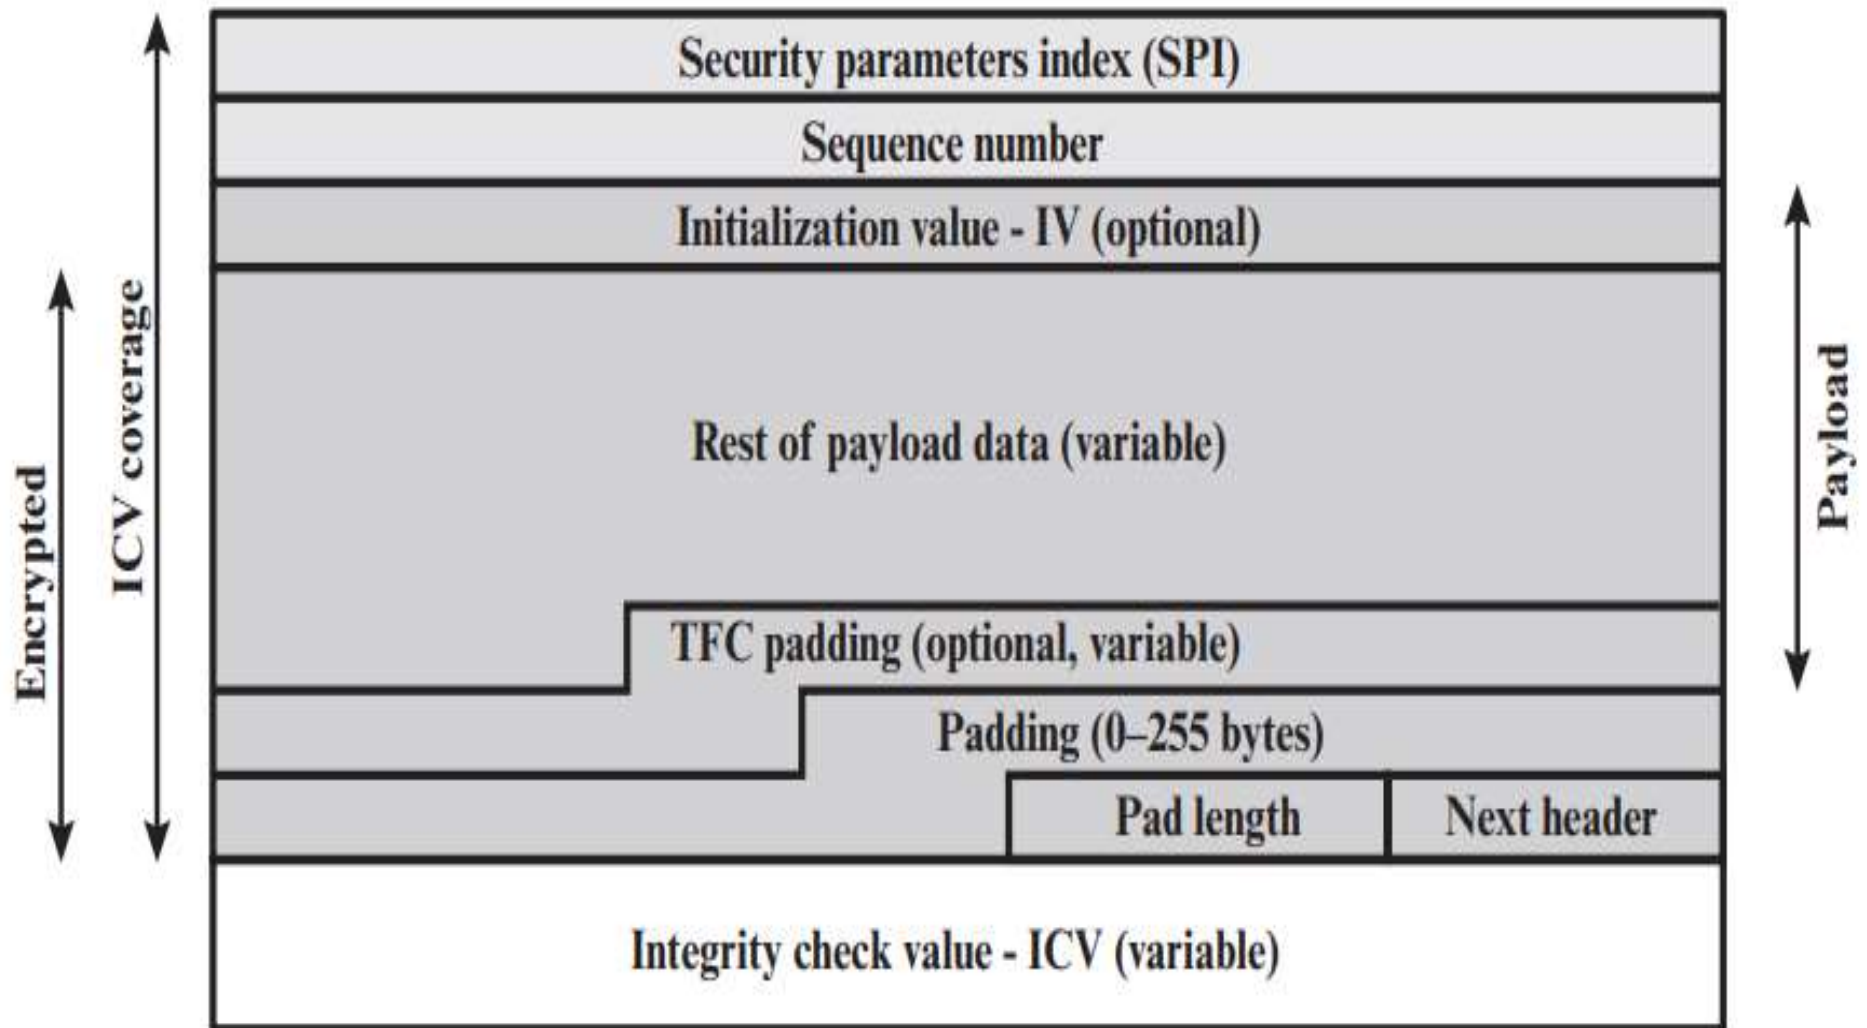 Security parameters index (SPI)
Sequence number
Initialization value - IV (optional)
Rest of payload data (variable)
TFC padding (optional, variable)
Padding (0–255 bytes)
Pad length
Next header
Integrity check value - ICV (variable)
Encrypted
ICV coverage
Payload